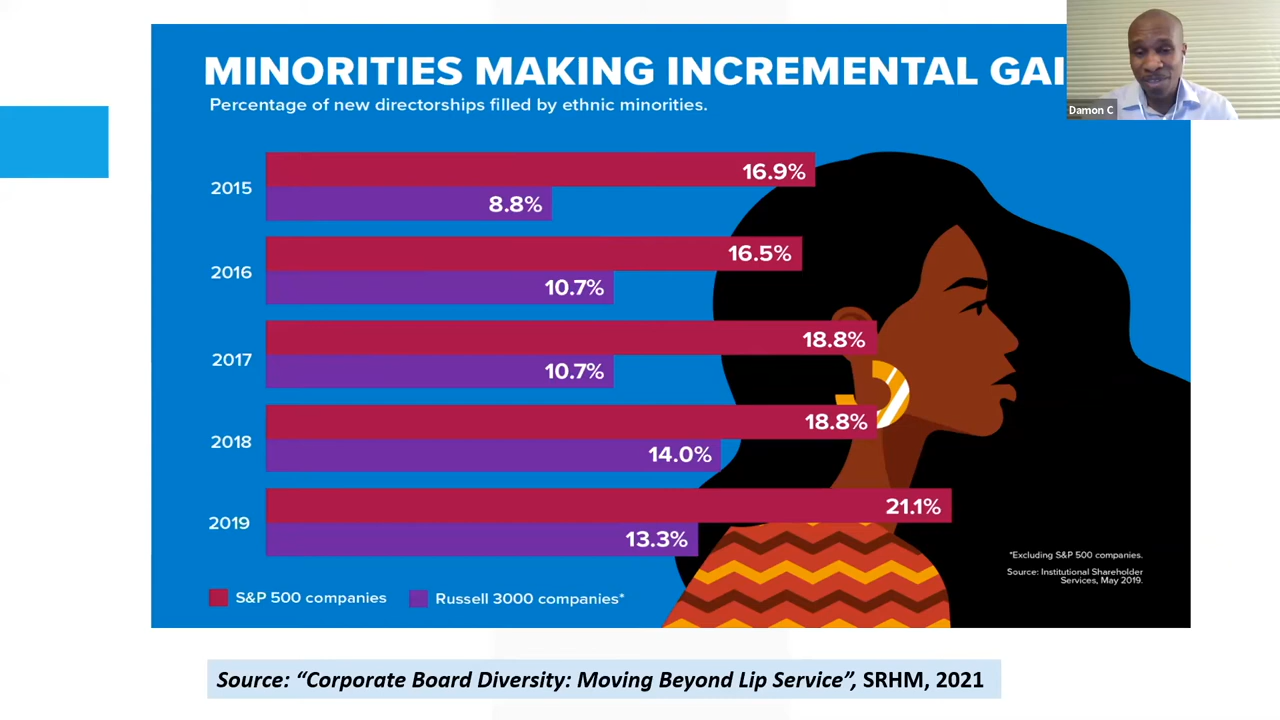 MINORITIES MAKING INCREMENTAL GAI
Percentage of new directorships filled by ethnic minorities.
Damon C
2015
16.9%
8.8%
2016
16.5%
10.7%
2017
18.8%
10.7%
2018
18.8%
14.0%
2019
21.1%
13.3%
*Excluding S&P 500 companies.
Source: Institutional Shareholder
Services, May 2019.
S&P 500 companies
Russell 3000 companies*
Source: “Corporate Board Diversity: Moving Beyond Lip Service”, SRHM, 2021